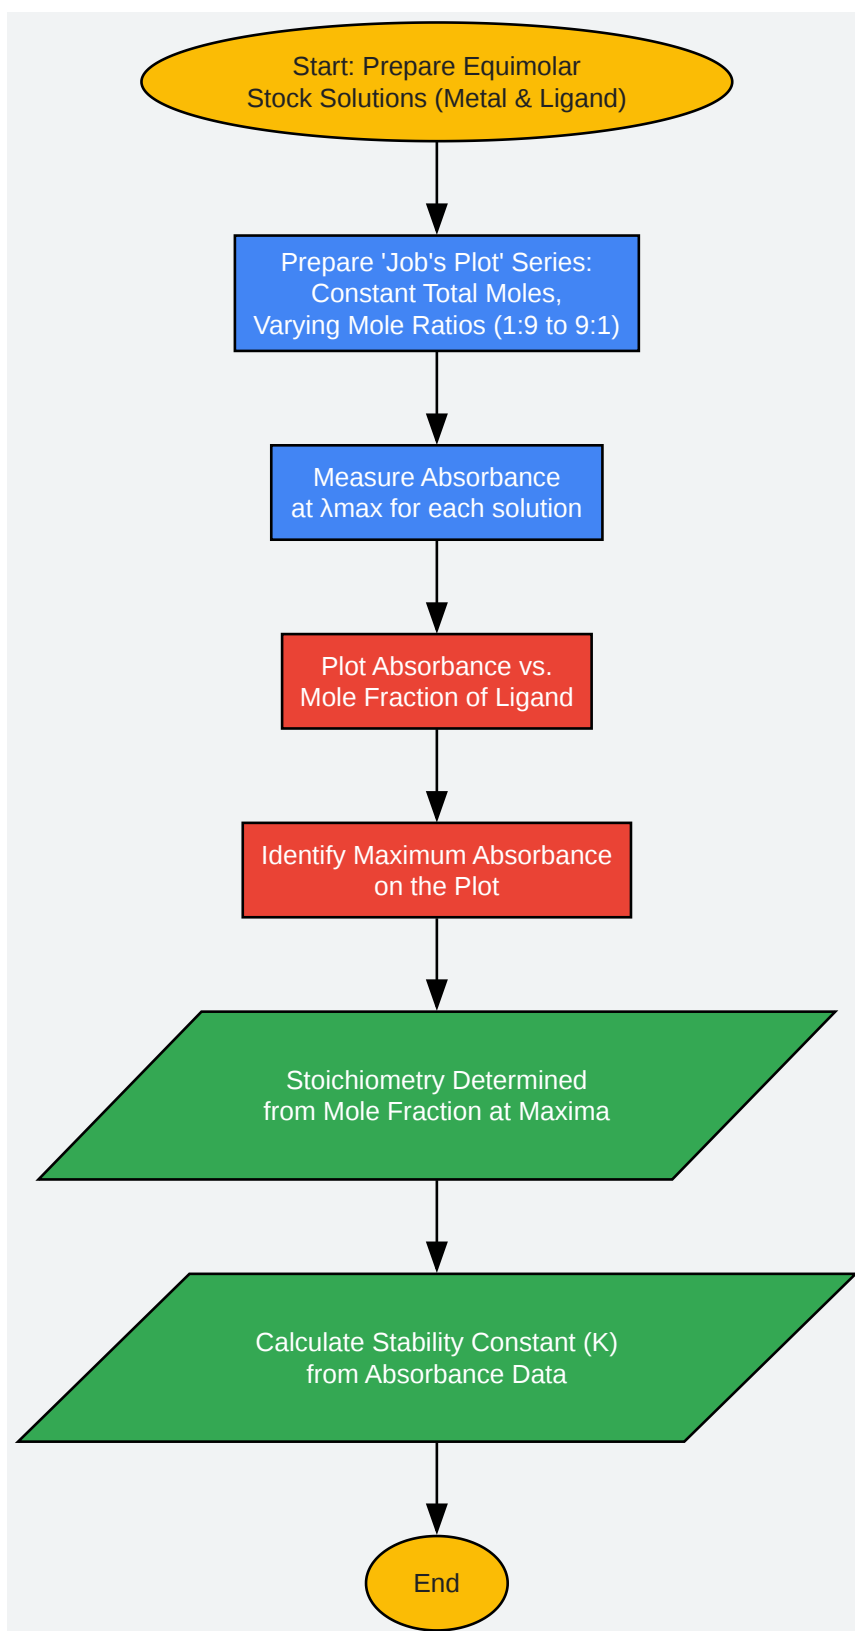 Start: Prepare Equimolar
Stock Solutions (Metal & Ligand)
Prepare 'Job's Plot' Series:
Constant Total Moles,
Varying Mole Ratios (1:9 to 9:1)
Measure Absorbance
at λmax for each solution
Plot Absorbance vs.
Mole Fraction of Ligand
Identify Maximum Absorbance
on the Plot
Stoichiometry Determined
from Mole Fraction at Maxima
Calculate Stability Constant (K)
from Absorbance Data
End